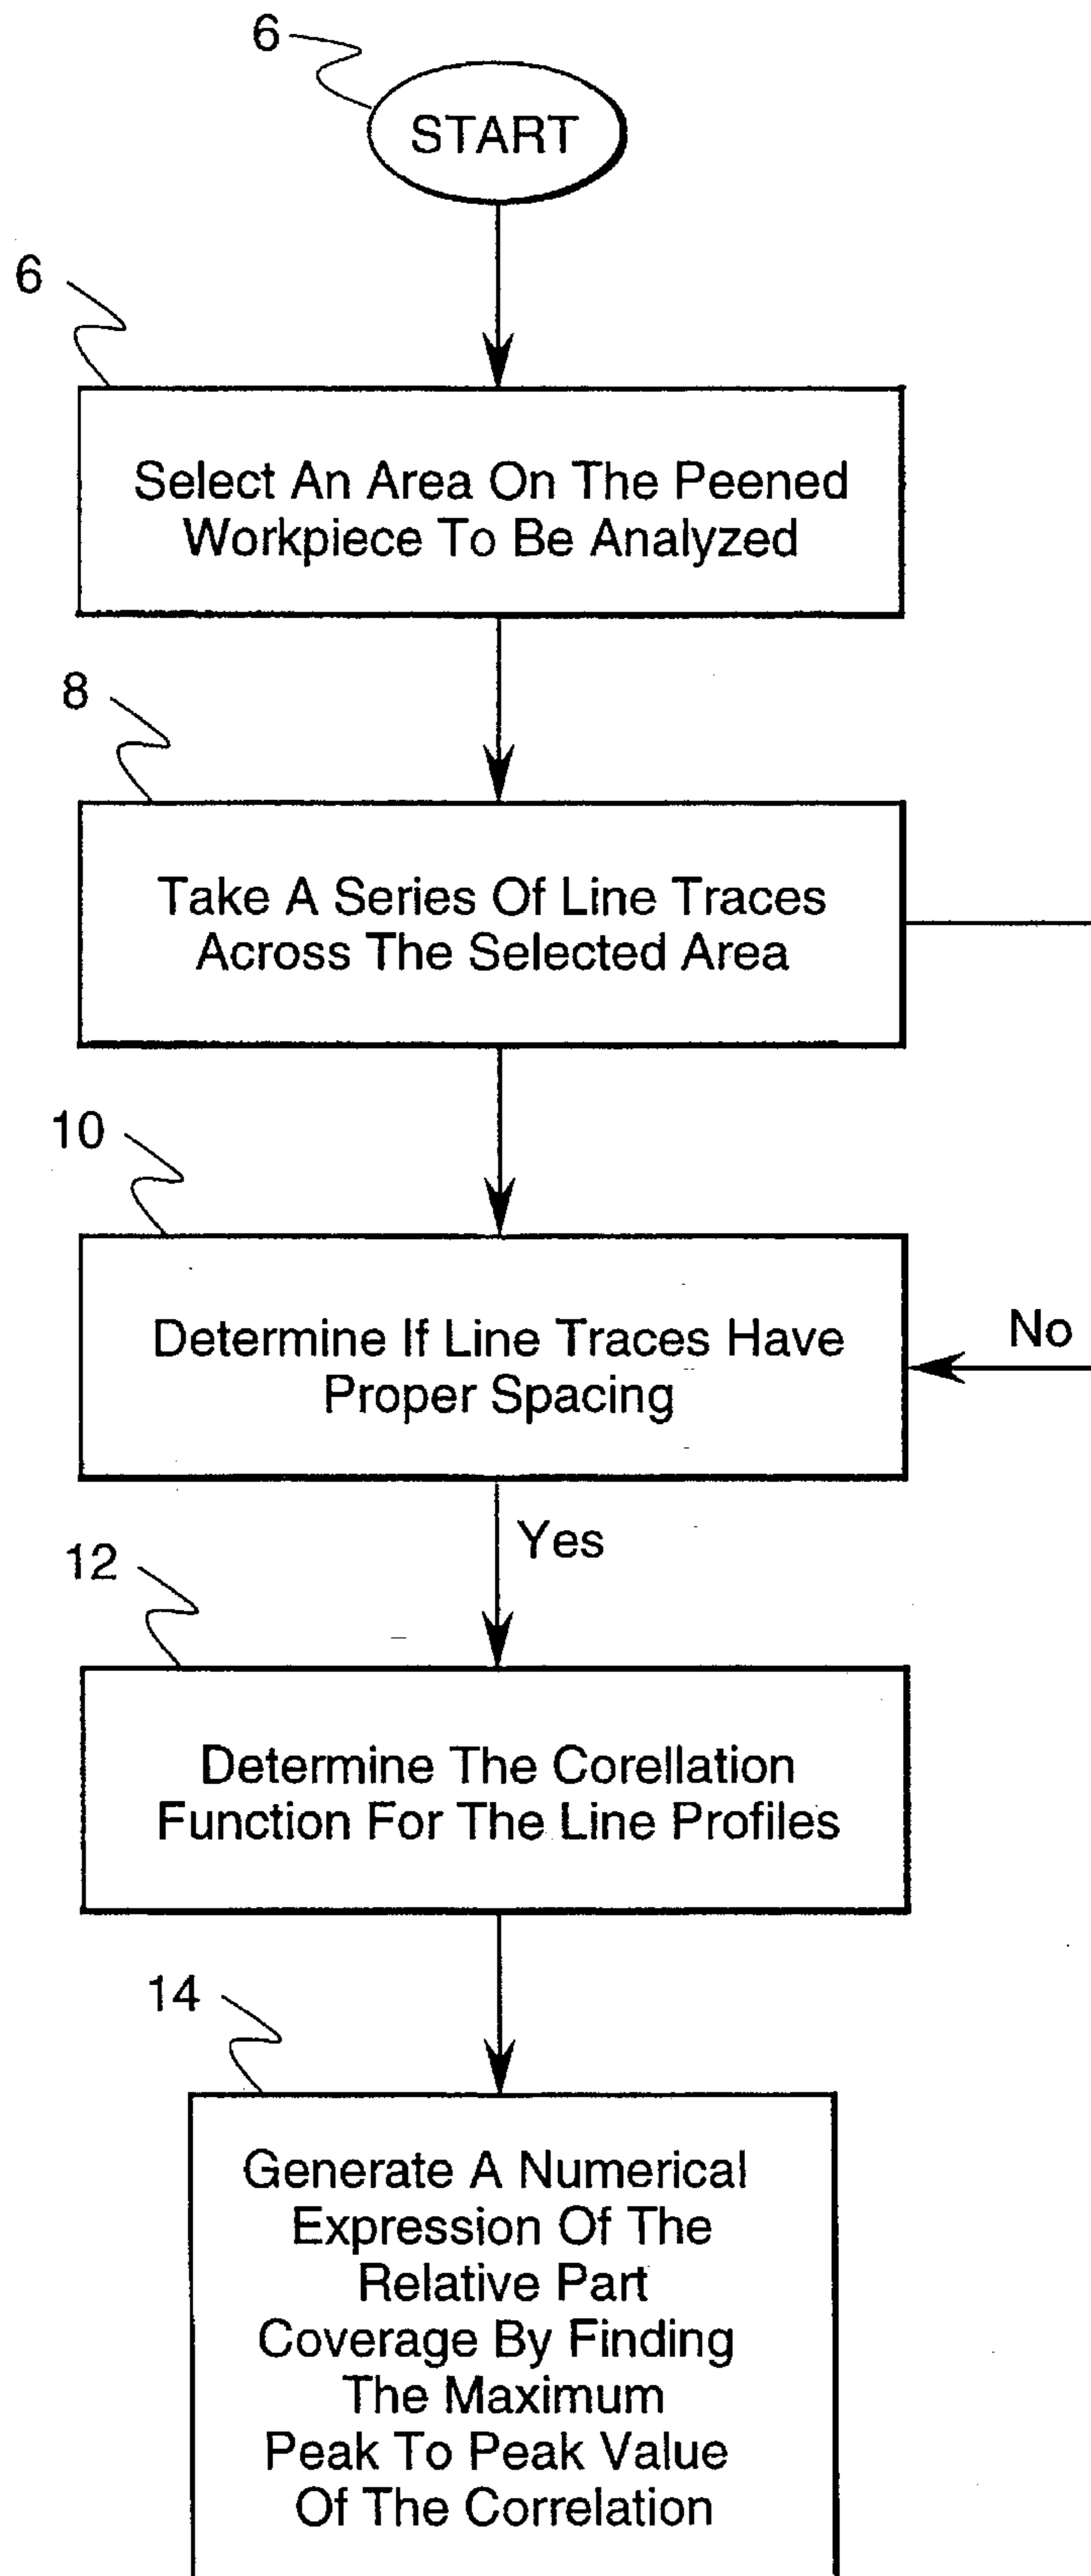 6
START
6
Select An Area On The Peened
Workpiece To Be Analyzed
8
Take A Series Of Line Traces
Across The Selected Area
10
Determine If Line Traces Have
Proper Spacing
No
Yes
12
Determine The Corellation
Function For The Line Profiles
14
Generate A Numerical
Expression Of The
Relative Part
Coverage By Finding
The Maximum
Peak To Peak Value
Of The Correlation